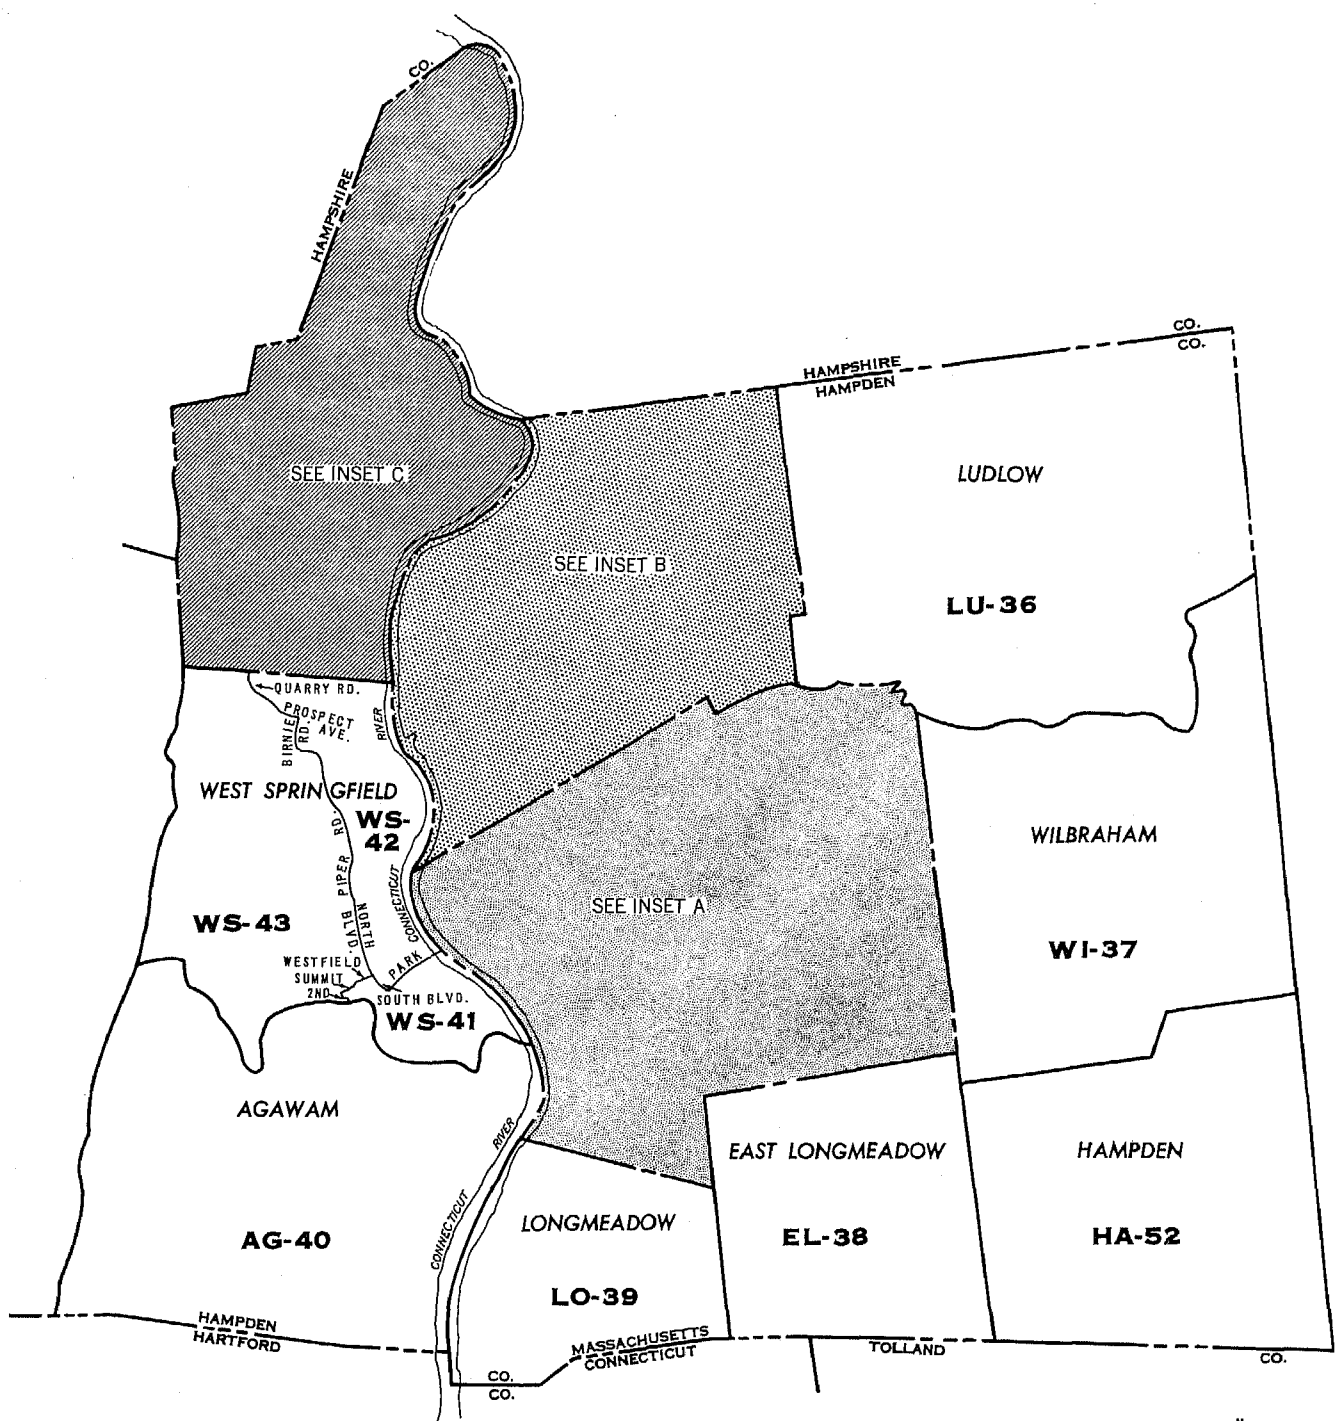 CO.
HAMPSHIRE
CO.
CO.
HAMPSHIRE
HAMPDEN
SEE INSET C
LUDLOW
SEE INSET B
LU-36
QUARRY RD.
PROSPECT
AVE.
BIRNIE
RD.
RIVER
WEST SPRINGFIELD
WS-
42
PIPER RD.
WILBRAHAM
CONNECTICUT
SEE INSET A
WS-43
NORTH
BLVD.
WI-37
WESTFIELD
PARK
SUMMIT
2ND
SOUTH BLVD.
WS-41
AGAWAM
RIVER
CONNECTICUT
EAST LONGMEADOW
HAMPDEN
LONGMEADOW
AG-40
EL-38
HA-52
LO-39
HAMPDEN
HARTFORD
MASSACHUSETTS
CONNECTICUT
TOLLAND
CO.
CO.
CO.